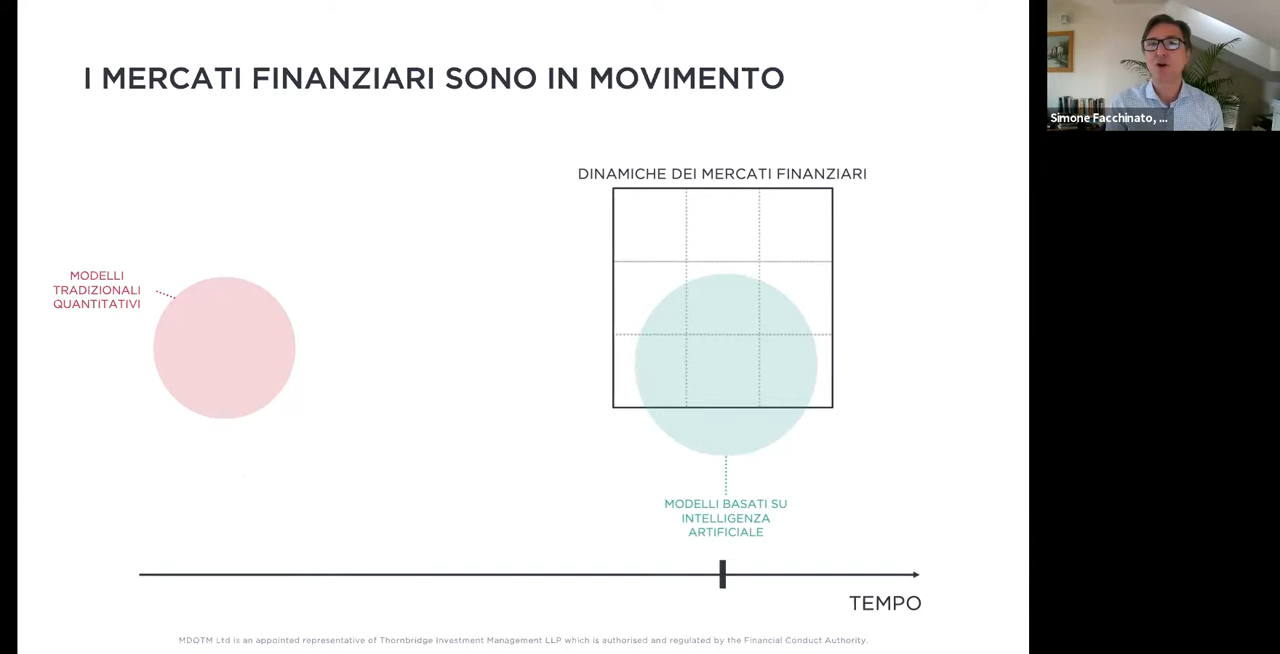 I MERCATI FINANZIARI SONO IN MOVIMENTO
Simone Facchinato, ...
DINAMICHE DEI MERCATI FINANZIARI
MODELLI
TRADIZIONALI
QUANTITATIVI
MODELLI BASATI SU
INTELLIGENZA
ARTIFICIALE
TEMPO
MDOTM Ltd is an appointed representative of Thornbridge Investment Management LLP which is authorised and regulated by the Financial Conduct Authority.